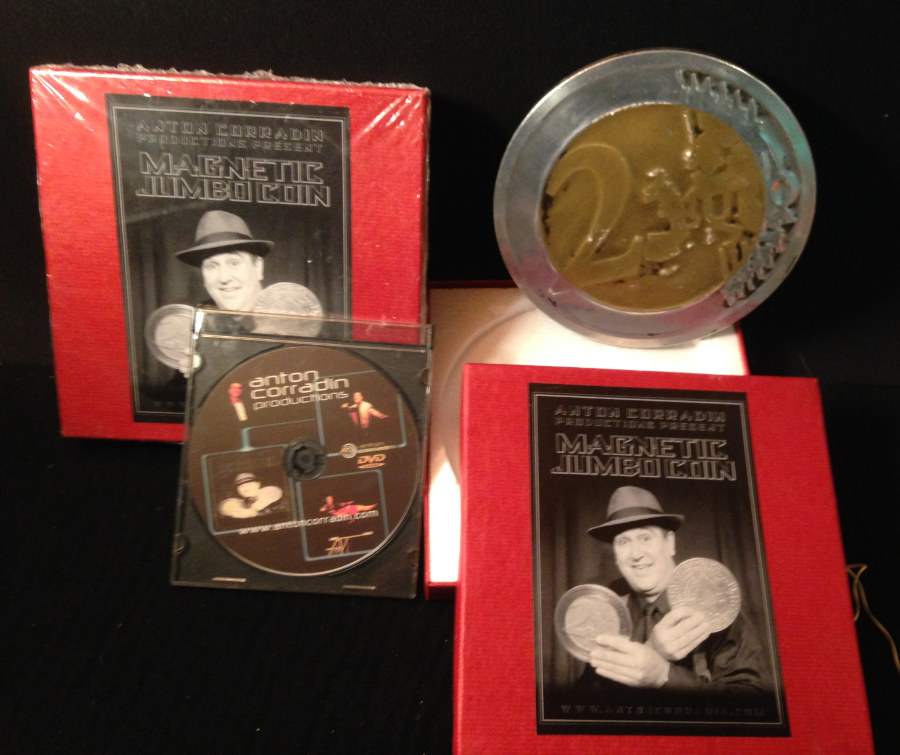 ANTON CORRADIN
PRODUCTIONS PRESENT
MAGNETIC
JUMBO COIN
anton
corradin
productions
DVD
www.antoncorradin.com
2
ANTON CORRADIN
PRODUCTIONS PRESENT
MAGNETIC
JUMBO COIN
WWW.ANTONCORRADIN.COM